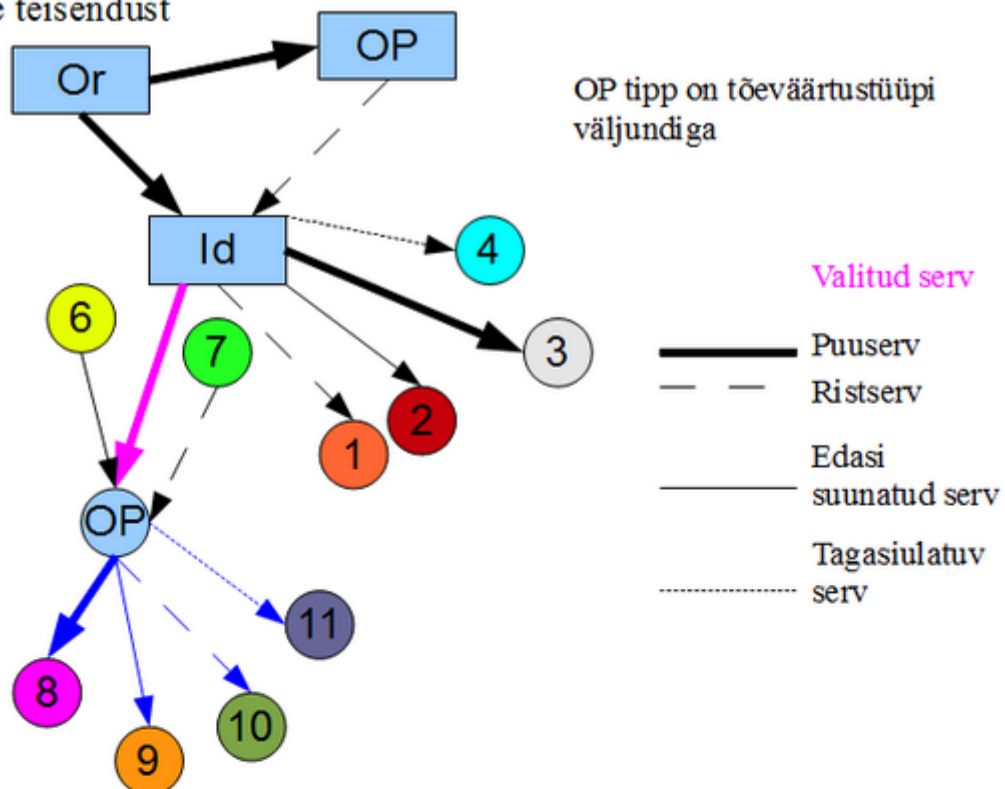 teisendust
Or
OP
OP tipp on tõeväärtustüüpi
väljundiga
Id
4
Valitud serv
6
7
3
Puuserv
Ristserv
2
1
Edasi
suunatud serv
OP
Tagasiulatuv
serv
11
8
10
9